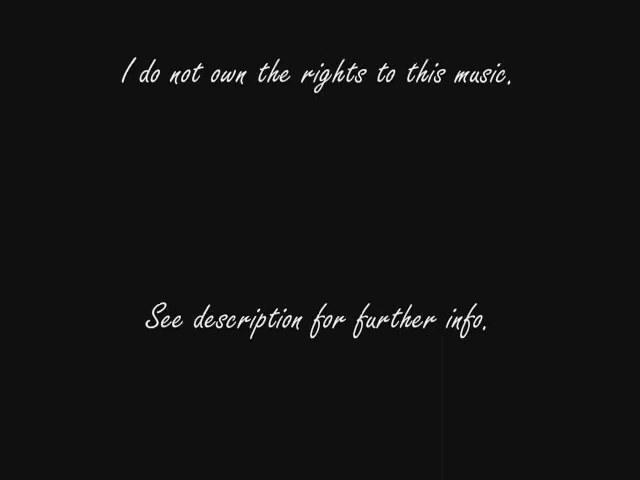 I do not own the rights to this music.
See description for further info.